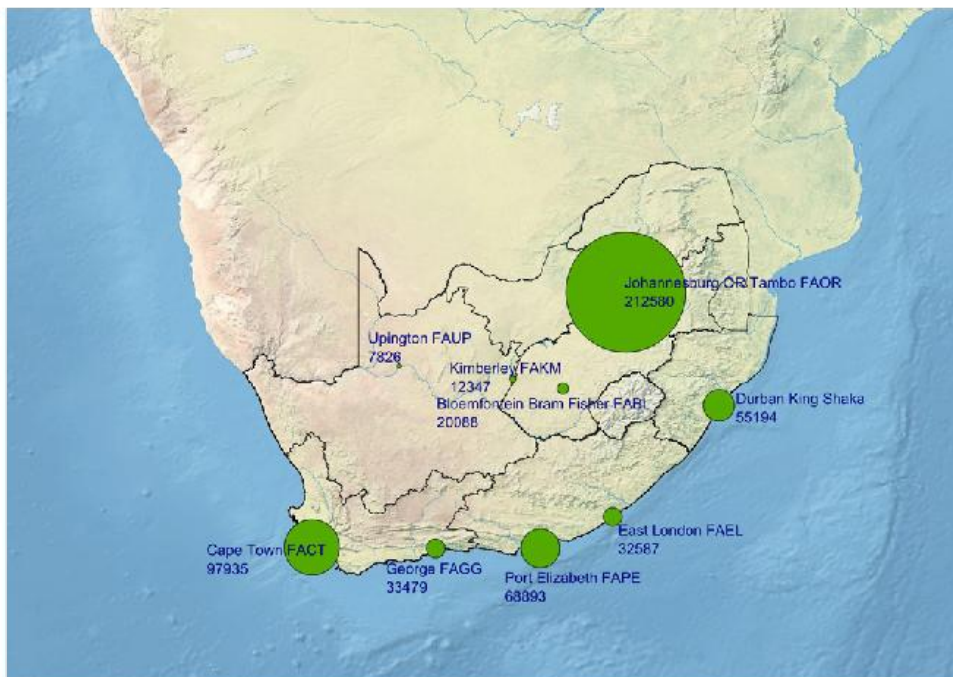 Johannesburg OR Tambo FAOR
212580
Upington FAUP
7826
Kimberley FAKM
12347
Bloemfontein Bram Fisher FABL
20088
Durban King Shaka
55194
East London FAEL
32587
Cape Town FACT
97935
George FAGG
33479
Port Elizabeth FAPE
68893